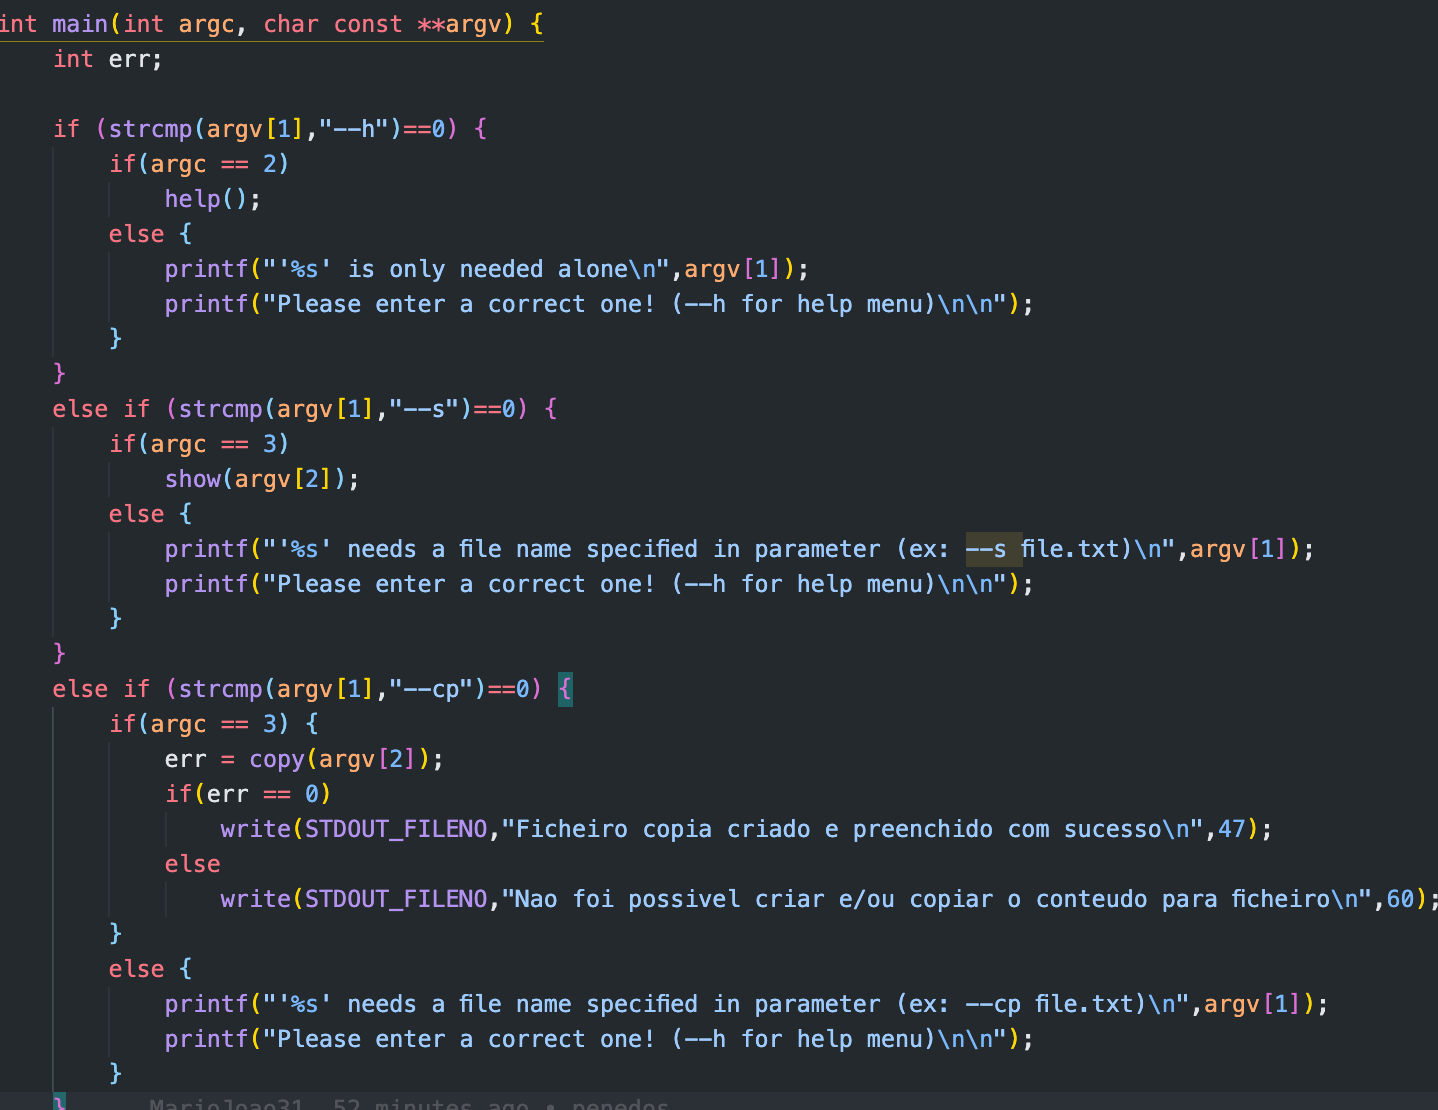 int main(int argc, char const **argv) {
    int err;

    if (strcmp(argv[1],"--h")==0) {
        if(argc == 2)
            help();
        else {
            printf("'%s' is only needed alone\n",argv[1]);
            printf("Please enter a correct one! (--h for help menu)\n\n");
        }
    }
    else if (strcmp(argv[1],"--s")==0) {
        if(argc == 3)
            show(argv[2]);
        else {
            printf("'%s' needs a file name specified in parameter (ex: --s file.txt)\n",argv[1]);
            printf("Please enter a correct one! (--h for help menu)\n\n");
        }
    }
    else if (strcmp(argv[1],"--cp")==0) {
        if(argc == 3) {
            err = copy(argv[2]);
            if(err == 0)
                write(STDOUT_FILENO,"Ficheiro copia criado e preenchido com sucesso\n",47);
            else
                write(STDOUT_FILENO,"Nao foi possivel criar e/ou copiar o conteudo para ficheiro\n",60);
        }
        else {
            printf("'%s' needs a file name specified in parameter (ex: --cp file.txt)\n",argv[1]);
            printf("Please enter a correct one! (--h for help menu)\n\n");
        }
    }      MarioJoao31, 52 minutes ago • penedos